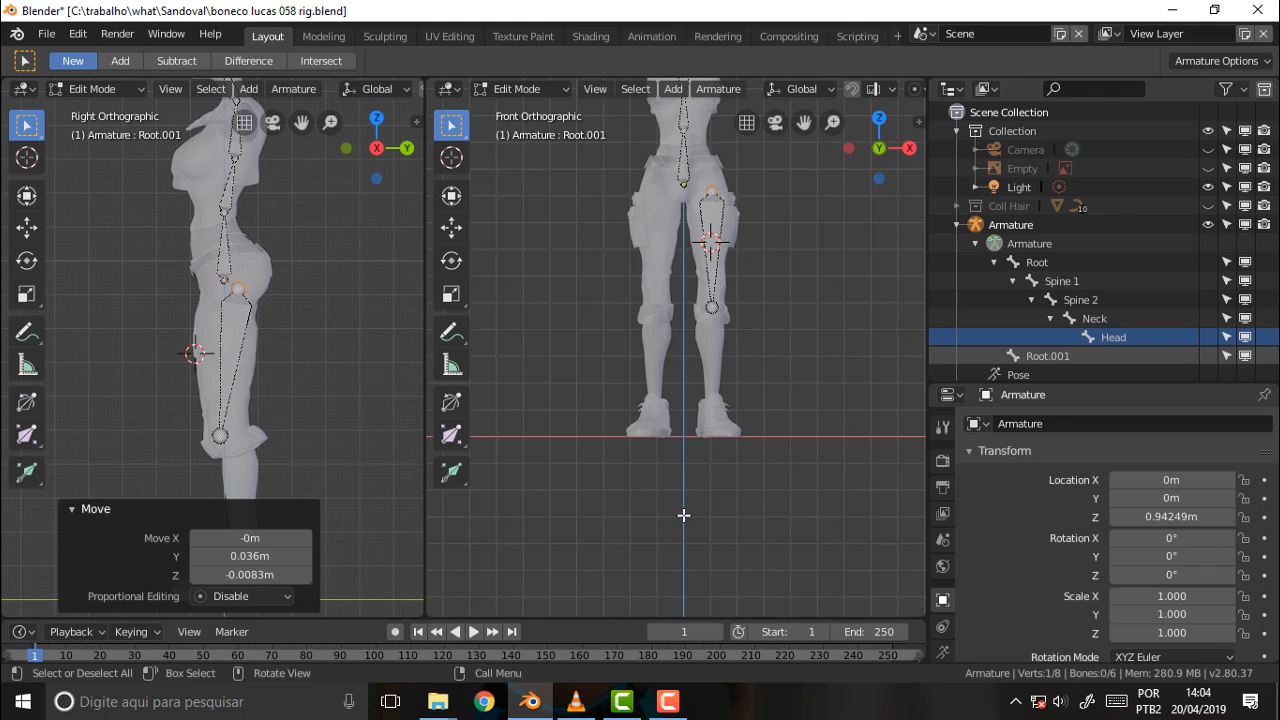 Blender* [C:\trabalho\what\Sandoval\boneco lucas 058 rig.blend]
File Edit Render Window Help Layout Modeling Sculpting UV Editing Texture Paint Shading Animation Rendering Compositing Scripting + Scene View Layer
New Add Subtract Difference Intersect Armature Options
Edit Mode View Select Add Armature Global
Right Orthographic
(1) Armature : Root.001
Z
X
Y
Edit Mode View Select Add Armature Global
Front Orthographic
(1) Armature : Root.001
Z
Y
X
Move
Move X -0m
Y 0.036m
Z -0.0083m
Proportional Editing Disable
Scene Collection
Collection
Camera
Empty
Light
Coll Hair 10
Armature
Armature
Root
Spine 1
Spine 2
Neck
Head
Root.001
Pose
Armature
Armature
Transform
Location X 0m
Y 0m
Z 0.94249m
Rotation X 0°
Y 0°
Z 0°
Scale X 1.000
Y 1.000
Z 1.000
Rotation Mode XYZ Euler
Playback Keying View Marker 1 Start: 1 End: 250
1 10 20 30 40 50 60 70 80 90 100 110 120 130 140 150 160 170 180 190 200 210 220 230 240 250
Select or Deselect All Box Select Rotate View Call Menu Armature | Verts:1/8 | Bones:0/6 | Mem: 280.9 MB | v2.80.37
Digite aqui para pesquisar
POR
PTB2
14:04
20/04/2019